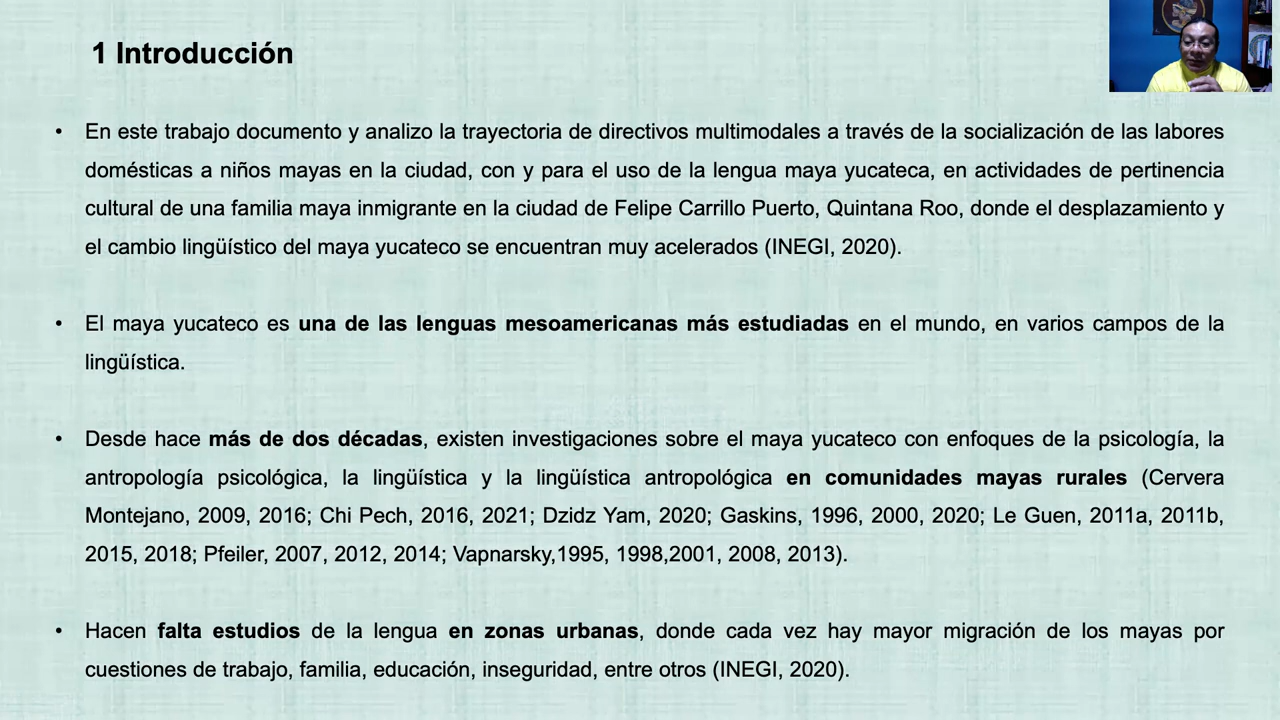 1 Introducción
• En este trabajo documento y analizo la trayectoria de directivos multimodales a través de la socialización de las labores
domésticas a niños mayas en la ciudad, con y para el uso de la lengua maya yucateca, en actividades de pertinencia
cultural de una familia maya inmigrante en la ciudad de Felipe Carrillo Puerto, Quintana Roo, donde el desplazamiento y
el cambio lingüístico del maya yucateco se encuentran muy acelerados (INEGI, 2020).
• El maya yucateco es una de las lenguas mesoamericanas más estudiadas en el mundo, en varios campos de la
lingüística.
• Desde hace más de dos décadas, existen investigaciones sobre el maya yucateco con enfoques de la psicología, la
antropología psicológica, la lingüística y la lingüística antropológica en comunidades mayas rurales (Cervera
Montejano, 2009, 2016; Chi Pech, 2016, 2021; Dzidz Yam, 2020; Gaskins, 1996, 2000, 2020; Le Guen, 2011a, 2011b,
2015, 2018; Pfeiler, 2007, 2012, 2014; Vapnarsky,1995, 1998,2001, 2008, 2013).
• Hacen falta estudios de la lengua en zonas urbanas, donde cada vez hay mayor migración de los mayas por
cuestiones de trabajo, familia, educación, inseguridad, entre otros (INEGI, 2020).